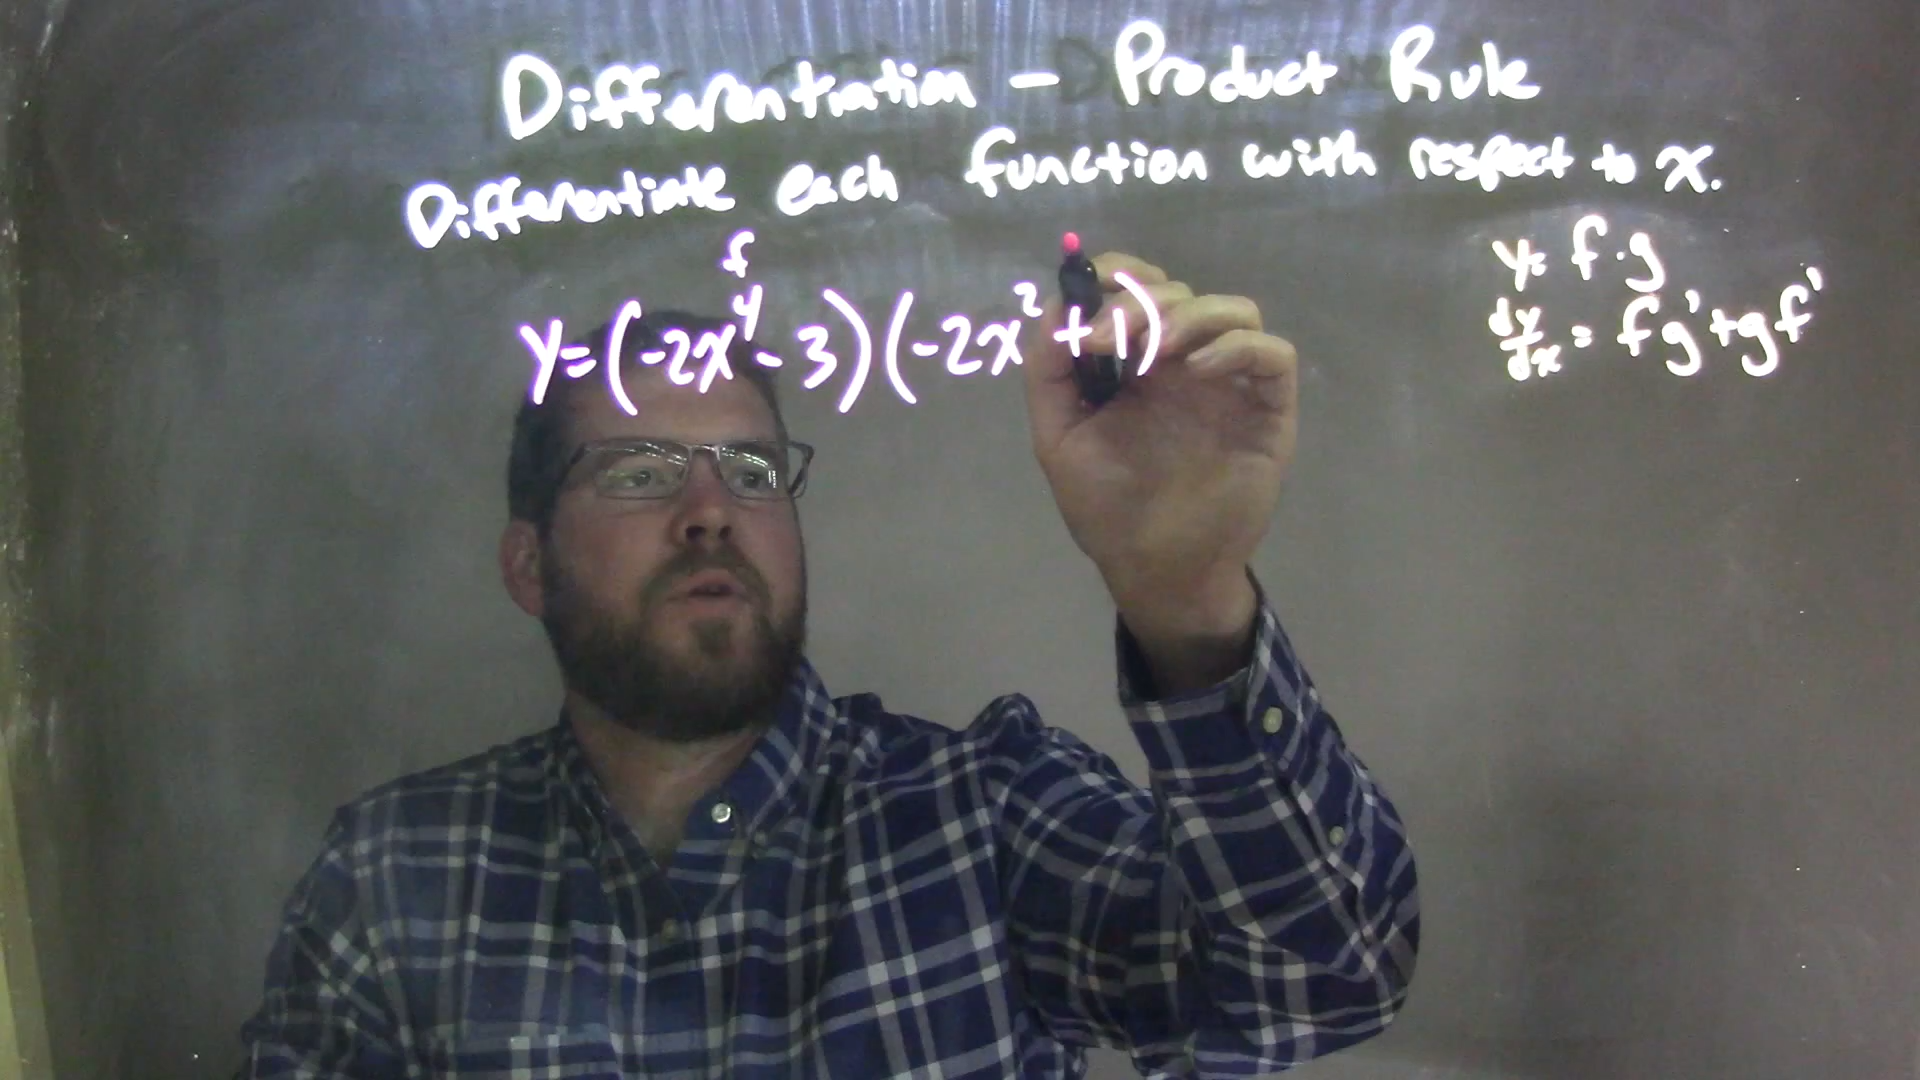 Differentiation - Product Rule
Differentiate each function with respect to x.
f
y=(-2x⁴-3)(-2x²+1)
y= f·g
dy/dx = fg'+gf'